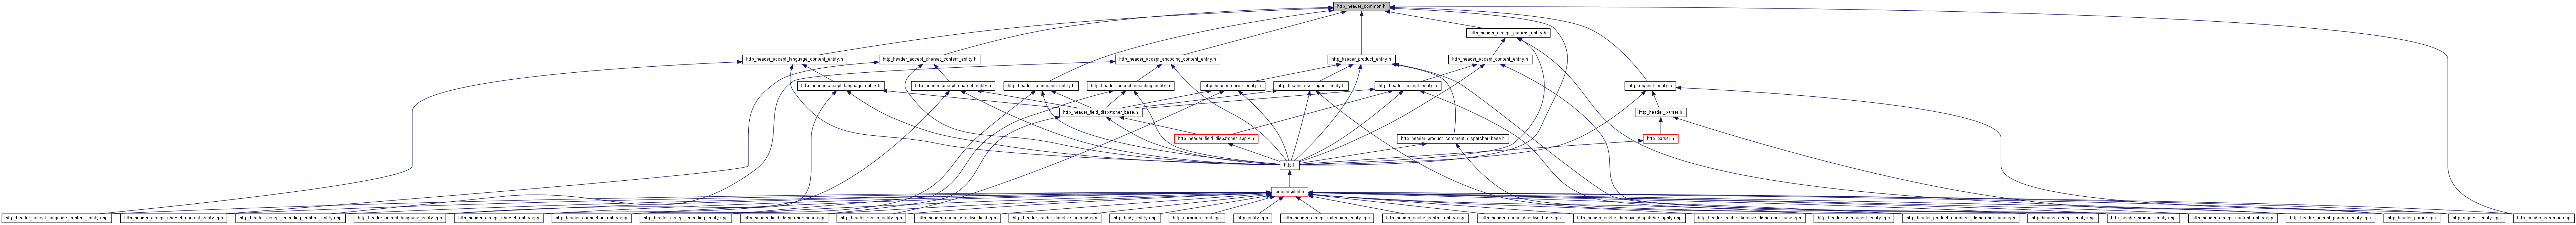 http_header_common.h
http_header_accept_params_entity.h
http_header_accept_language_content_entity.h
http_header_accept_charset_content_entity.h
http_header_accept_encoding_content_entity.h
http_header_product_entity.h
http_header_accept_content_entity.h
http_header_accept_language_entity.h
http_header_accept_charset_entity.h
http_header_connection_entity.h
http_header_accept_encoding_entity.h
http_header_server_entity.h
http_header_user_agent_entity.h
http_header_accept_entity.h
http_request_entity.h
http_header_field_dispatcher_base.h
http_header_parser.h
http_header_field_dispatcher_apply.h
http_header_product_comment_dispatcher_base.h
http_parser.h
http.h
precompiled.h
http_header_accept_language_content_entity.cpp
http_header_accept_charset_content_entity.cpp
http_header_accept_encoding_content_entity.cpp
http_header_accept_language_entity.cpp
http_header_accept_charset_entity.cpp
http_header_connection_entity.cpp
http_header_accept_encoding_entity.cpp
http_header_field_dispatcher_base.cpp
http_header_server_entity.cpp
http_header_cache_directive_field.cpp
http_header_cache_directive_second.cpp
http_body_entity.cpp
http_common_impl.cpp
http_entity.cpp
http_header_accept_extension_entity.cpp
http_header_cache_control_entity.cpp
http_header_cache_directive_base.cpp
http_header_cache_directive_dispatcher_apply.cpp
http_header_cache_directive_dispatcher_base.cpp
http_header_user_agent_entity.cpp
http_header_product_comment_dispatcher_base.cpp
http_header_accept_entity.cpp
http_header_product_entity.cpp
http_header_accept_content_entity.cpp
http_header_accept_params_entity.cpp
http_header_parser.cpp
http_request_entity.cpp
http_header_common.cpp